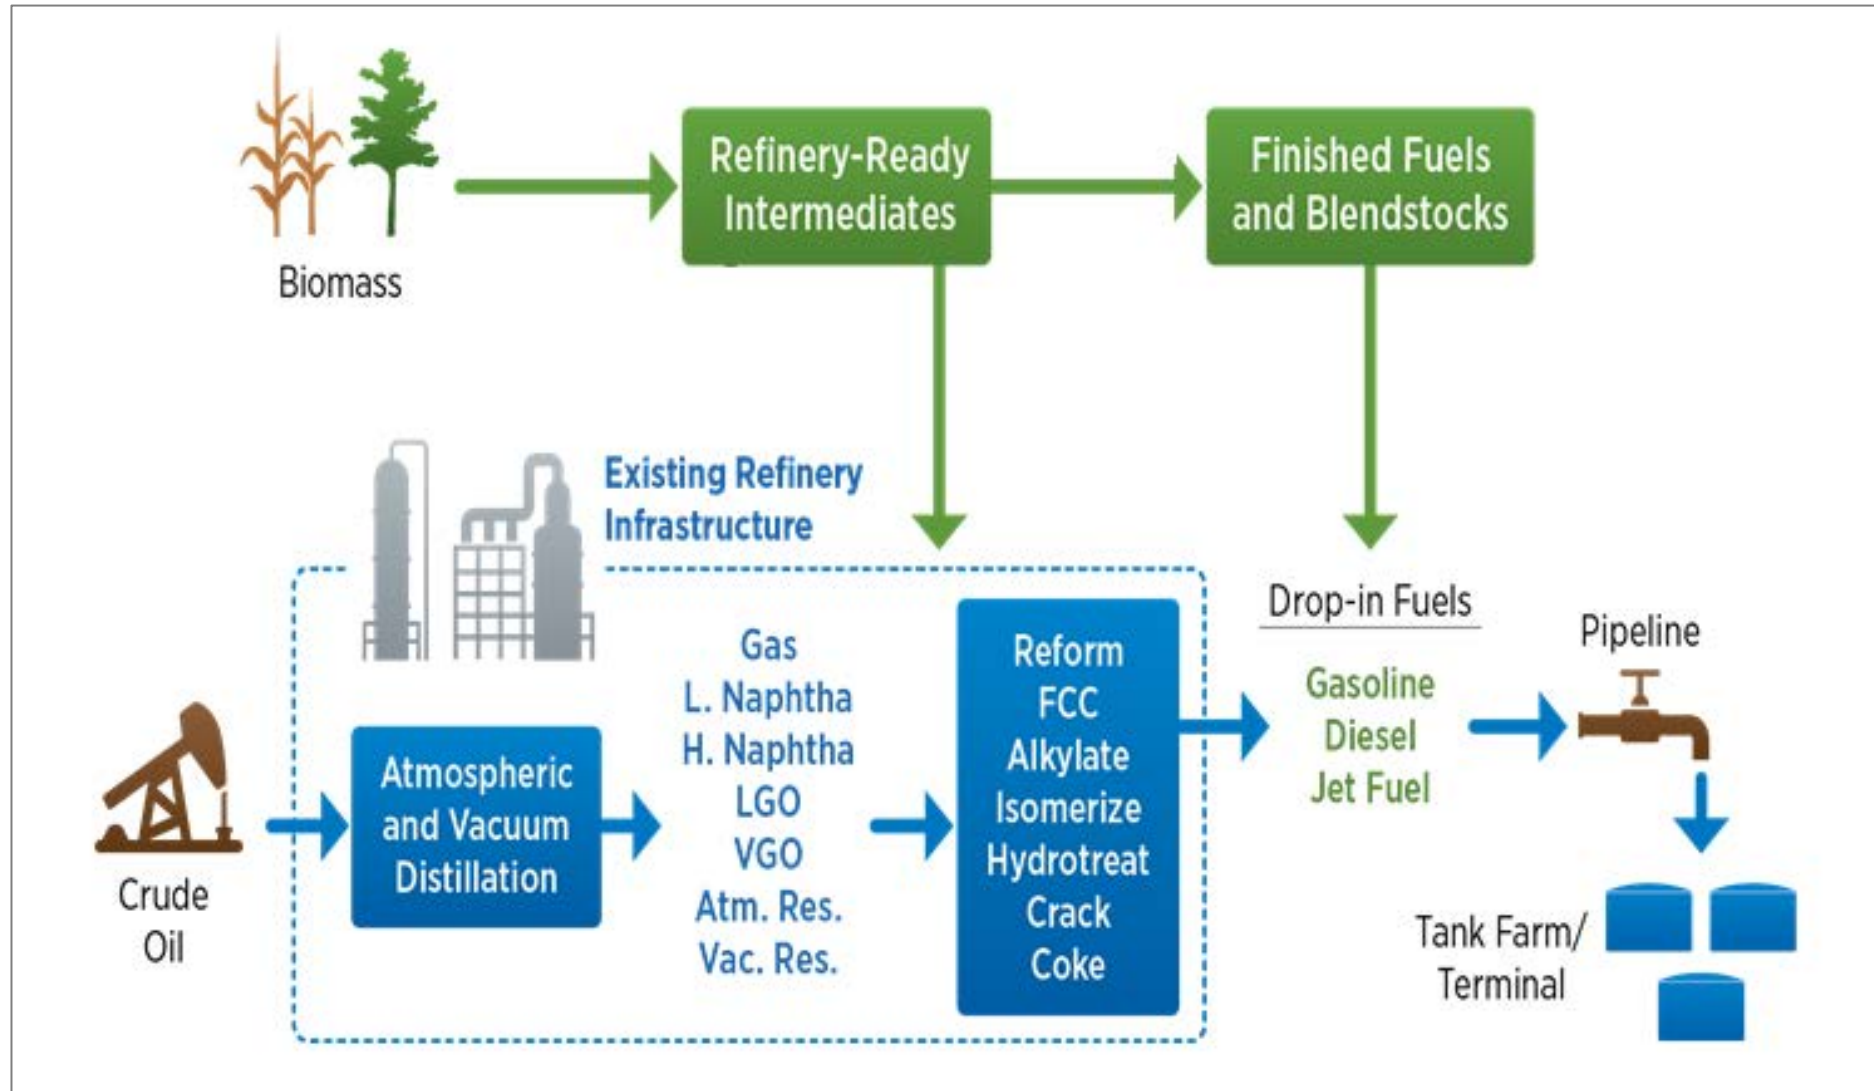 Biomass
Refinery-Ready
Intermediates
Finished Fuels
and Blendstocks
Existing Refinery
Infrastructure
Crude
Oil
Atmospheric
and Vacuum
Distillation
Gas
L. Naphtha
H. Naphtha
LGO
VGO
Atm. Res.
Vac. Res.
Reform
FCC
Alkylate
Isomerize
Hydrotreat
Crack
Coke
Drop-in Fuels
Gasoline
Diesel
Jet Fuel
Pipeline
Tank Farm/
Terminal